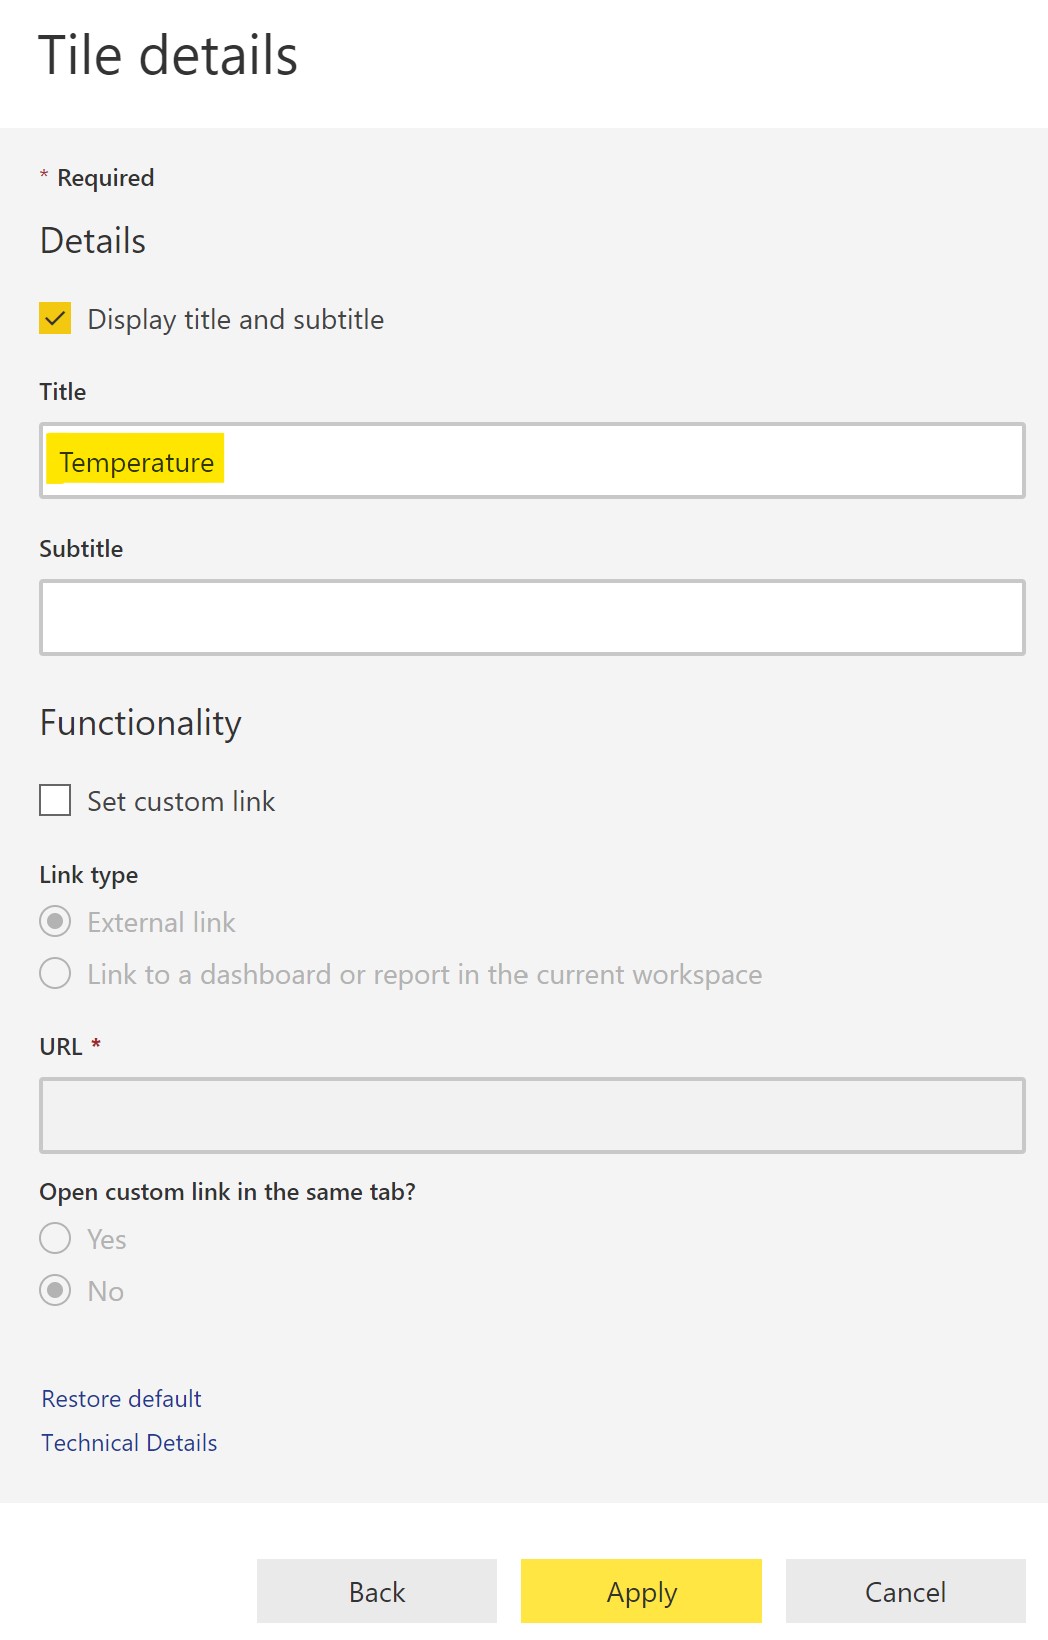 Tile details
* Required
Details
Display title and subtitle
Title
Temperature
Subtitle
Functionality
Set custom link
Link type
External link
Link to a dashboard or report in the current workspace
URL *
Open custom link in the same tab?
Yes
No
Restore default
Technical Details
Back Apply Cancel